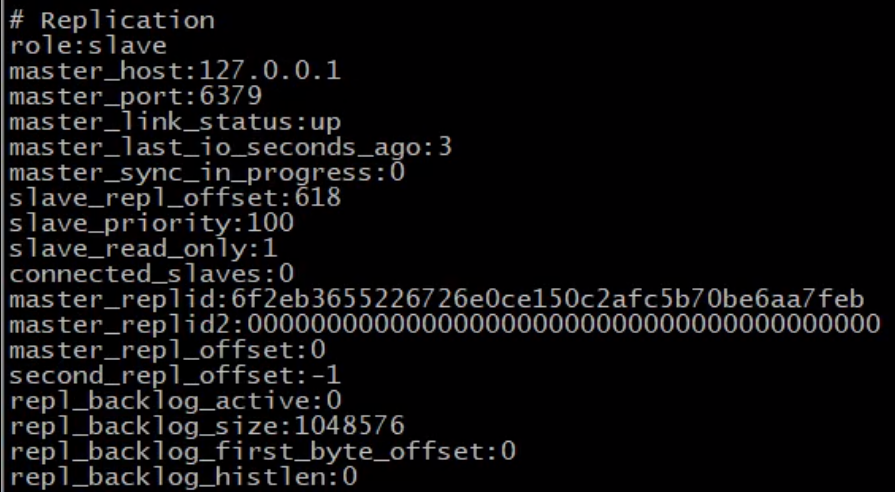 # Replication
role:slave
master_host:127.0.0.1
master_port:6379
master_link_status:up
master_last_io_seconds_ago:3
master_sync_in_progress:0
slave_repl_offset:618
slave_priority:100
slave_read_only:1
connected_slaves:0
master_replid:6f2eb3655226726e0ce150c2afc5b70be6aa7feb
master_replid2:0000000000000000000000000000000000000000
master_repl_offset:0
second_repl_offset:-1
repl_backlog_active:0
repl_backlog_size:1048576
repl_backlog_first_byte_offset:0
repl_backlog_histlen:0